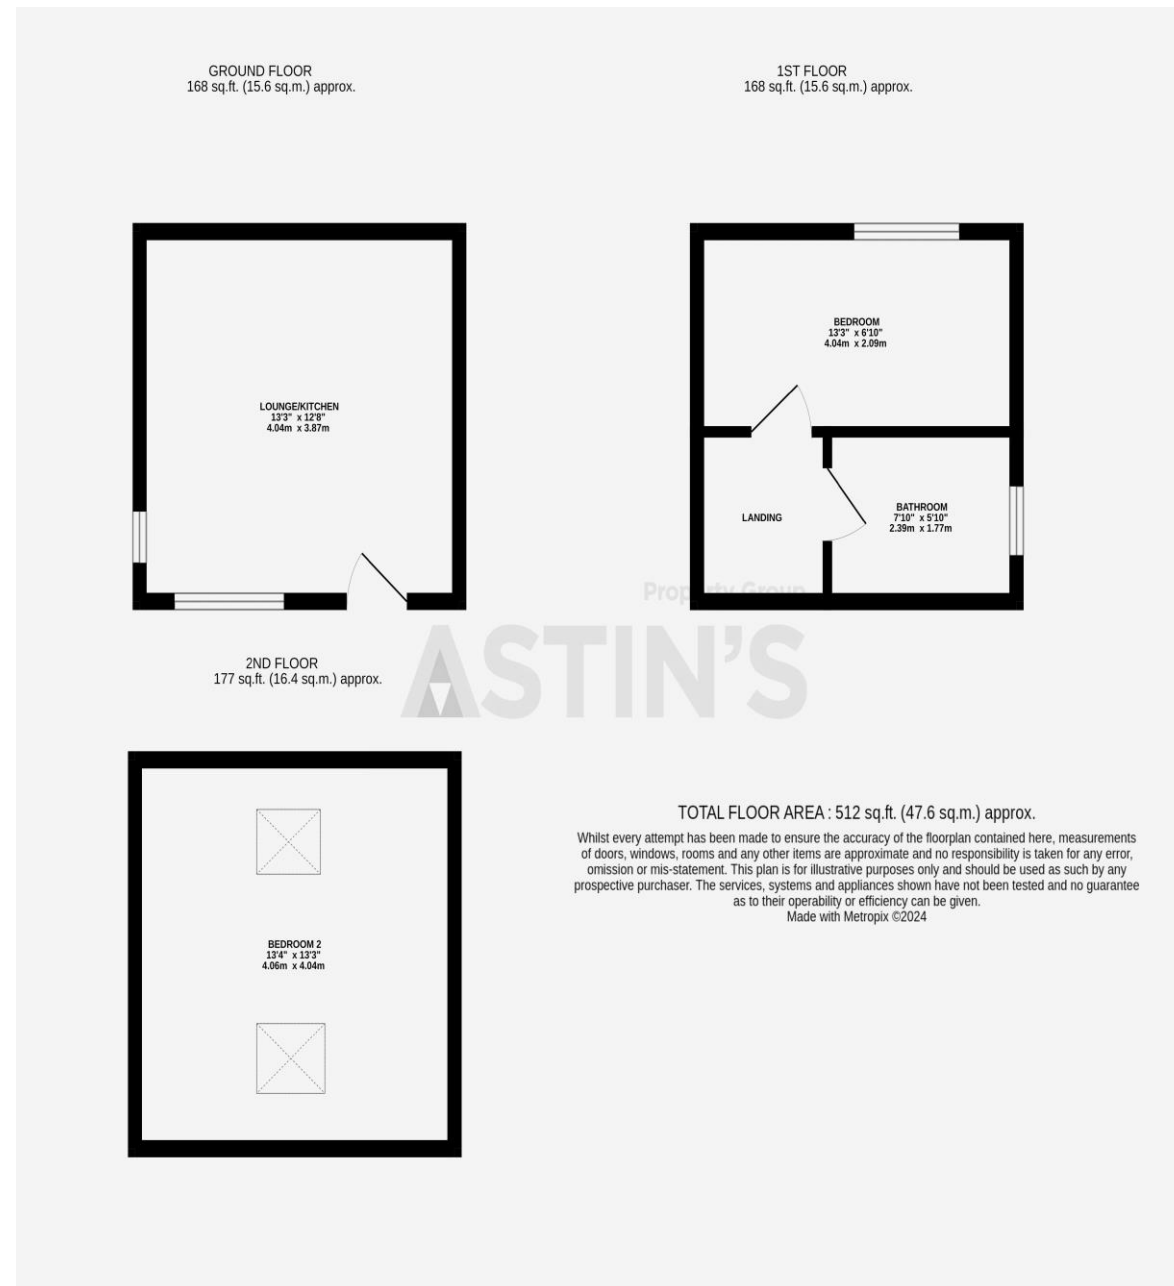 GROUND FLOOR
168 sq.ft. (15.6 sq.m.) approx.
1ST FLOOR
168 sq.ft. (15.6 sq.m.) approx.
LOUNGE/KITCHEN
13'3" x 12'8"
4.04m x 3.87m
BEDROOM
13'3" x 6'10"
4.04m x 2.09m
LANDING
BATHROOM
7'10" x 5'10"
2.39m x 1.77m
Property Group
ASTIN'S
2ND FLOOR
177 sq.ft. (16.4 sq.m.) approx.
BEDROOM 2
13'4" x 13'3"
4.06m x 4.04m
TOTAL FLOOR AREA : 512 sq.ft. (47.6 sq.m.) approx.
Whilst every attempt has been made to ensure the accuracy of the floorplan contained here, measurements
of doors, windows, rooms and any other items are approximate and no responsibility is taken for any error,
omission or mis-statement. This plan is for illustrative purposes only and should be used as such by any
prospective purchaser. The services, systems and appliances shown have not been tested and no guarantee
as to their operability or efficiency can be given.
Made with Metropix ©2024